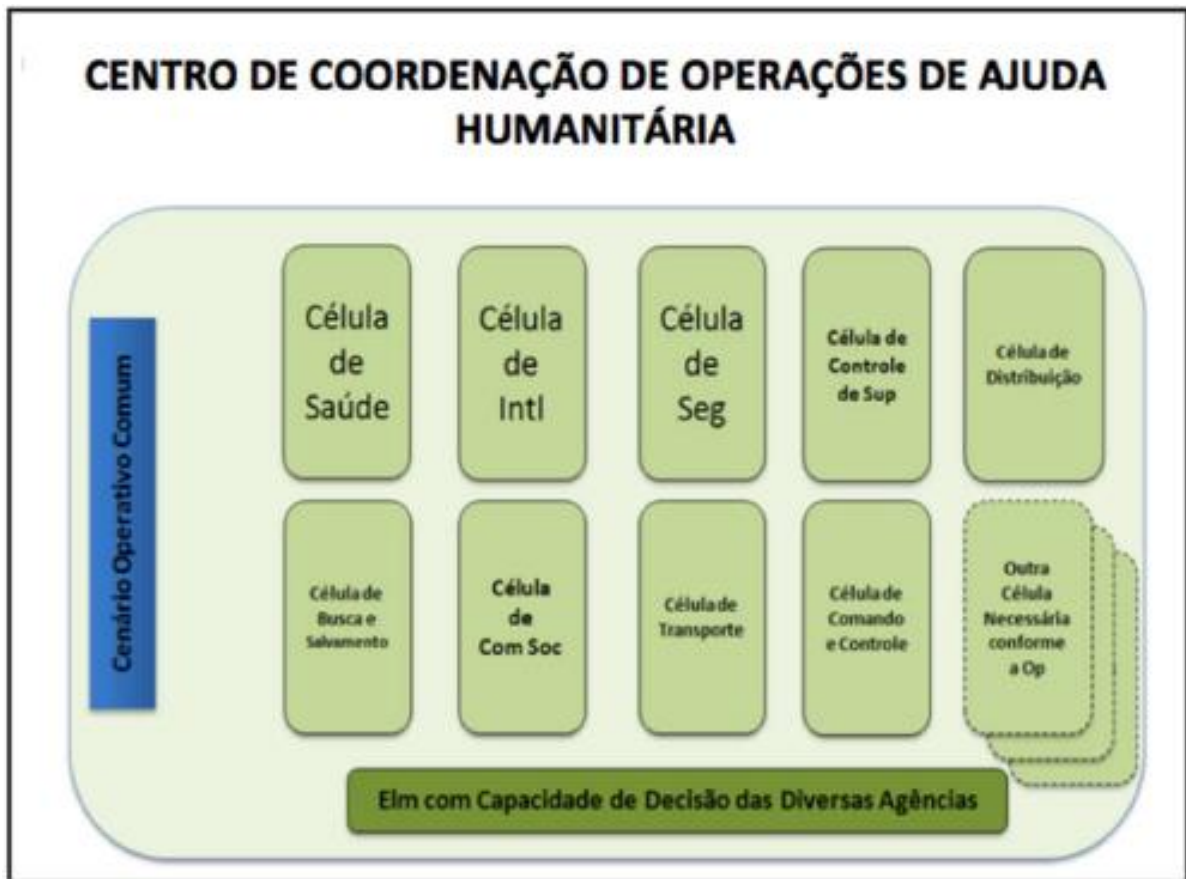 CENTRO DE COORDENAÇÃO DE OPERAÇÕES DE AJUDA
HUMANITÁRIA
Cenário Operativo Comum
Célula
de
Saúde
Célula
de
Intl
Célula
de
Seg
Célula de
Controle
de Sup
Célula de
Distribuição
Célula de
Busca e
Salvamento
Célula
de
Com Soc
Célula de
Transporte
Célula de
Comando
e Controle
Outra
Célula
Necessária
conforme
a Op
Elm com Capacidade de Decisão das Diversas Agências